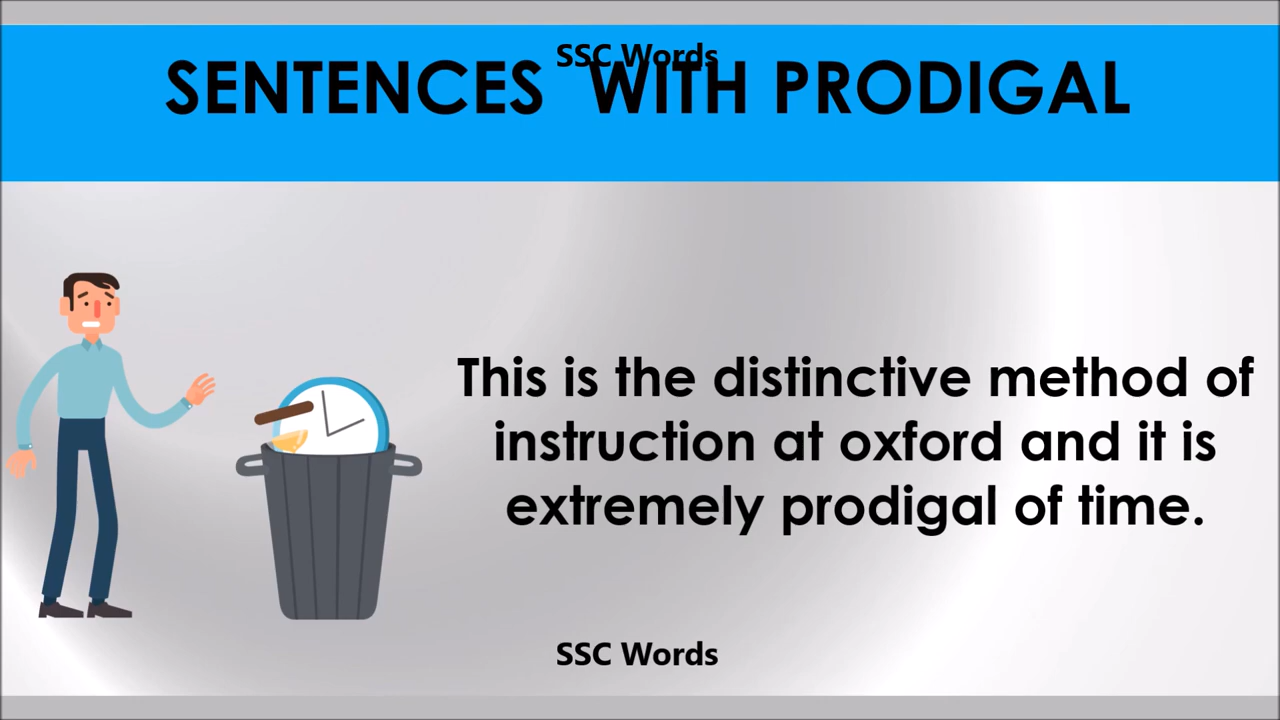 SSC Words
SENTENCES WITH PRODIGAL
This is the distinctive method of
instruction at oxford and it is
extremely prodigal of time.
SSC Words